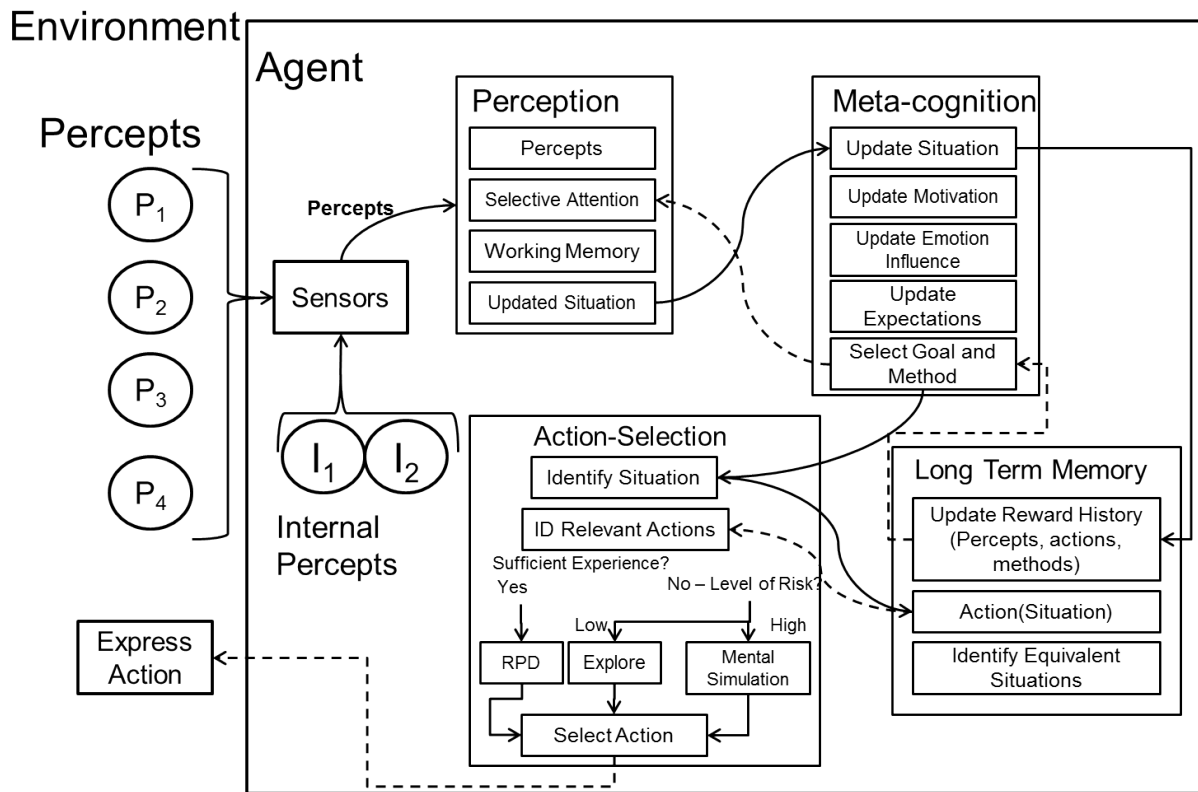 Environment
Agent
Percepts
P1
P2
P3
P4
Sensors
Percepts
I1
I2
Internal
Percepts
Perception
Percepts
Selective Attention
Working Memory
Updated Situation
Meta-cognition
Update Situation
Update Motivation
Update Emotion
Influence
Update
Expectations
Select Goal and
Method
Action-Selection
Identify Situation
ID Relevant Actions
Sufficient Experience?
Yes
No – Level of Risk?
Low
High
RPD
Explore
Mental
Simulation
Select Action
Long Term Memory
Update Reward History
(Percepts, actions,
methods)
Action(Situation)
Identify Equivalent
Situations
Express
Action